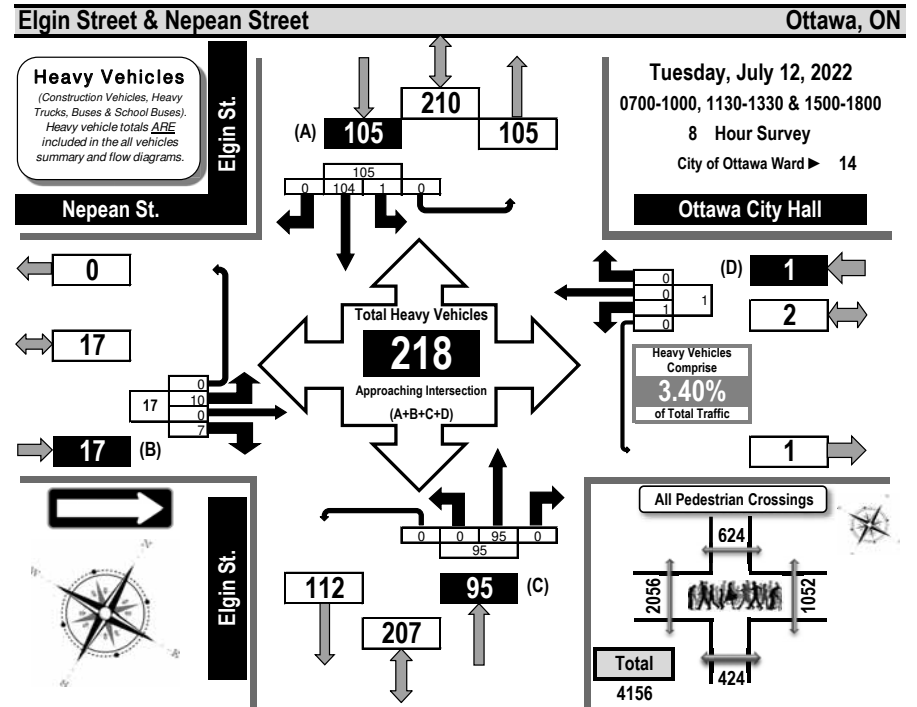 Elgin Street & Nepean Street
Ottawa, ON
Heavy Vehicles
(Construction Vehicles, Heavy
Trucks, Buses & School Buses).
Heavy vehicle totals ARE
included in the all vehicles
summary and flow diagrams.
Elgin St.
Nepean St.
210
(A) 105
105
105
0 104 1 0
Tuesday, July 12, 2022
0700-1000, 1130-1330 & 1500-1800
8 Hour Survey
City of Ottawa Ward ► 14
Ottawa City Hall
0
17
17
0
10
0
7
17 (B)
Total Heavy Vehicles
218
Approaching Intersection
(A+B+C+D)
0
0
1
0
1
(D) 1
2
Heavy Vehicles
Comprise
3.40%
of Total Traffic
1
Elgin St.
N
W
E
S
0 0 95 0
95
112
95 (C)
207
All Pedestrian Crossings
624
2056
1052
424
Total
4156